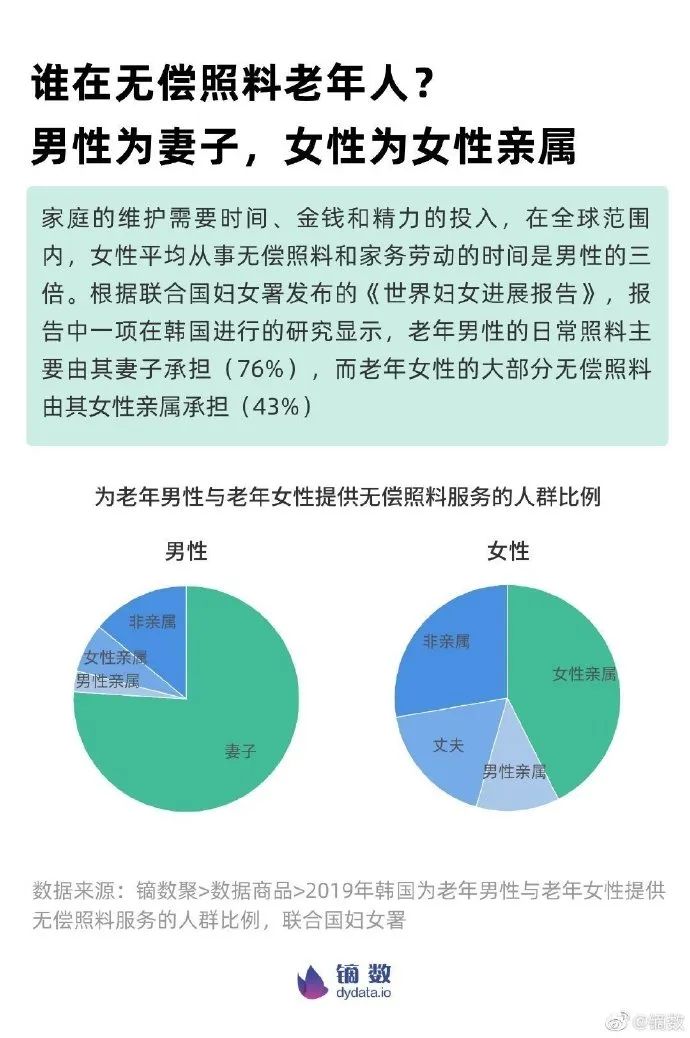 谁在无偿照料老年人？
男性为妻子，女性为女性亲属
家庭的维护需要时间、金钱和精力的投入，在全球范围
内，女性平均从事无偿照料和家务劳动的时间是男性的三
倍。根据联合国妇女署发布的《世界妇女进展报告》，报
告中一项在韩国进行的研究显示，老年男性的日常照料主
要由其妻子承担（76%），而老年女性的大部分无偿照料
由其女性亲属承担（43%）
为老年男性与老年女性提供无偿照料服务的人群比例
男性
非亲属
女性亲属
男性亲属
妻子
女性
非亲属
女性亲属
丈夫
男性亲属
数据来源：镝数聚>数据商品>2019年韩国为老年男性与老年女性提供
无偿照料服务的人群比例，联合国妇女署
镝数
dydata.io
@镝数